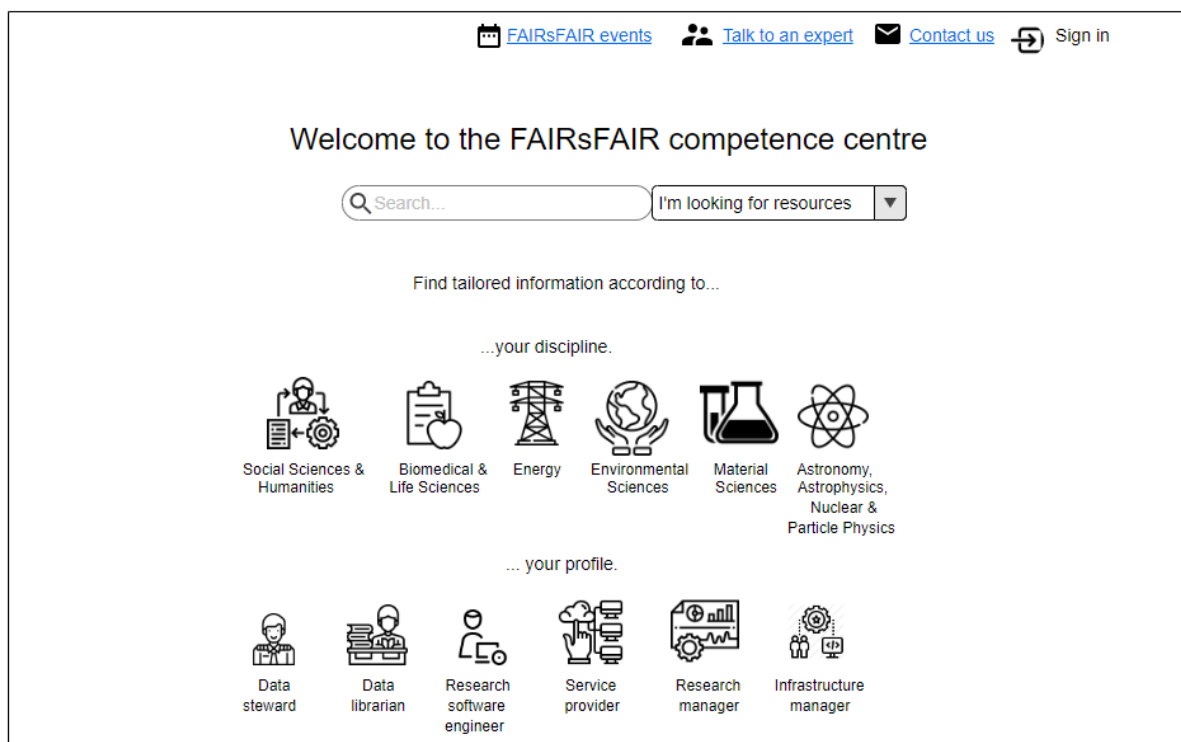 FAIRsFAIR events Talk to an expert Contact us Sign in
Welcome to the FAIRsFAIR competence centre
Search... I'm looking for resources
Find tailored information according to...
...your discipline.
Social Sciences &
Humanities
Biomedical &
Life Sciences
Energy
Environmental
Sciences
Material
Sciences
Astronomy,
Astrophysics,
Nuclear &
Particle Physics
... your profile.
Data
steward
Data
librarian
Research
software
engineer
Service
provider
Research
manager
Infrastructure
manager